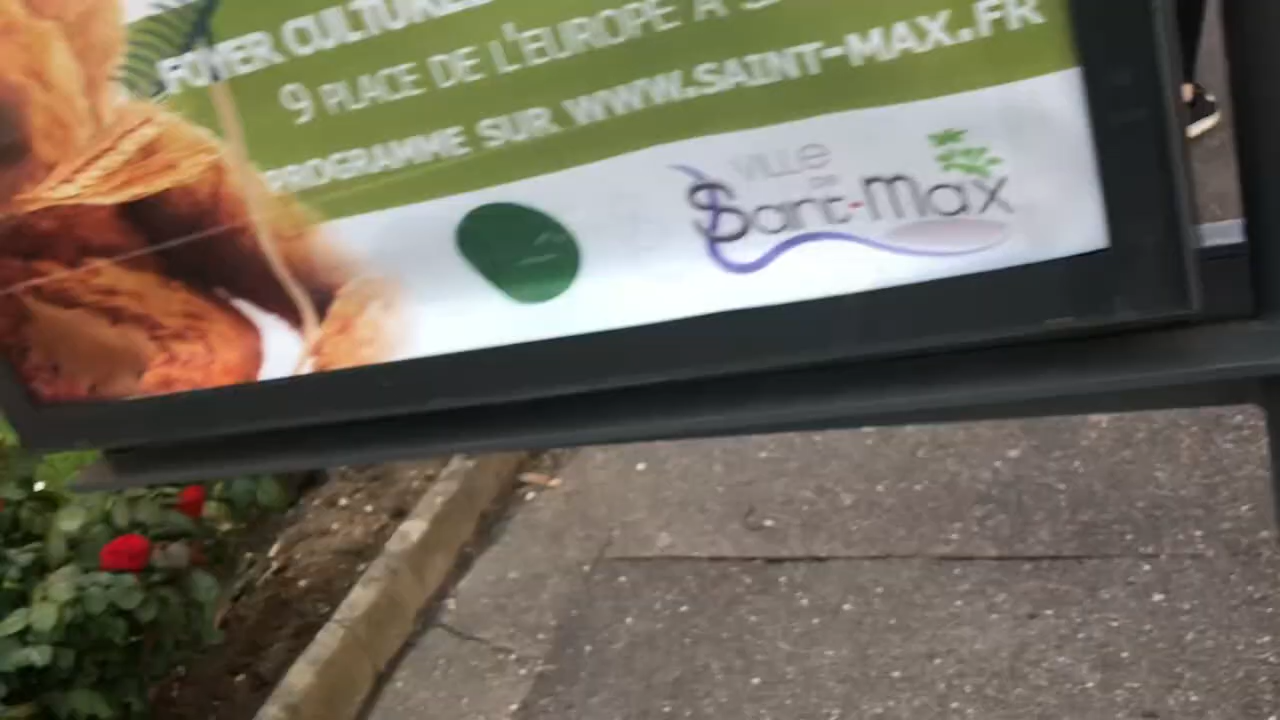 FOYER CULTUREL
9 PLACE DE L'EUROPE À S
PROGRAMME SUR WWW.SAINT-MAX.FR
VILLE
DE
Saint-Max